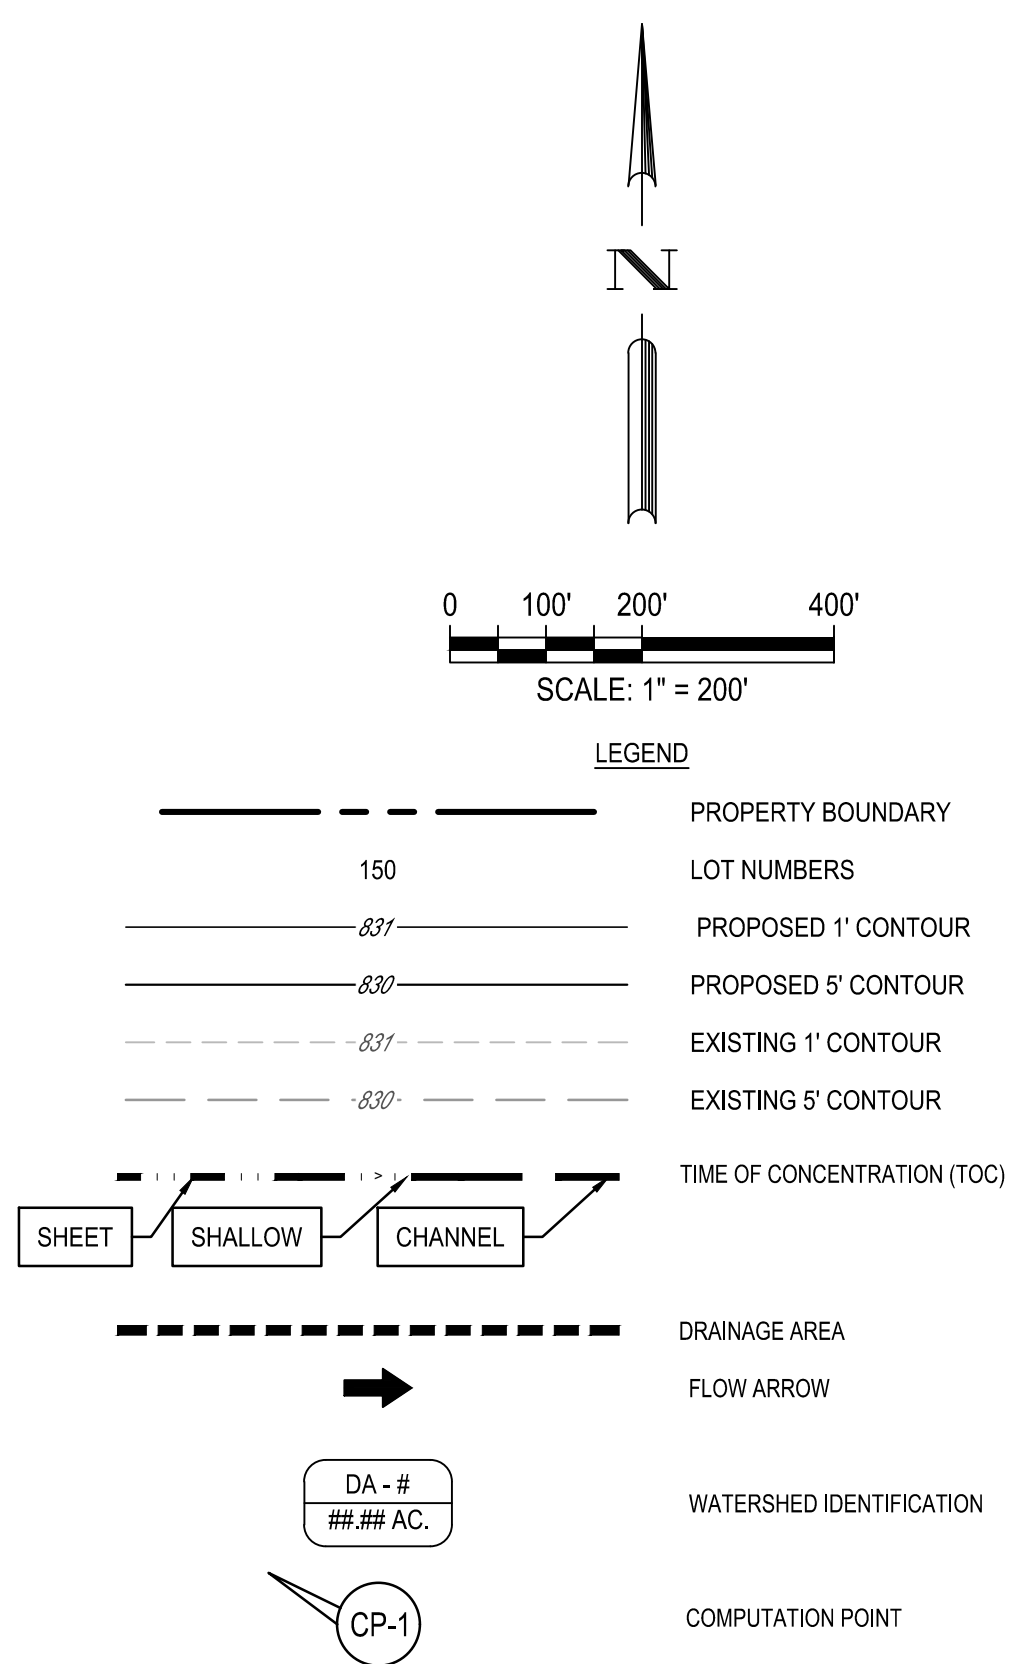 N
0 100' 200' 400'
SCALE: 1" = 200'
LEGEND
PROPERTY BOUNDARY
150 LOT NUMBERS
831 PROPOSED 1' CONTOUR
830 PROPOSED 5' CONTOUR
831 EXISTING 1' CONTOUR
830 EXISTING 5' CONTOUR
> TIME OF CONCENTRATION (TOC)
SHEET SHALLOW CHANNEL
DRAINAGE AREA
FLOW ARROW
DA - #
##.## AC.
WATERSHED IDENTIFICATION
CP-1 COMPUTATION POINT